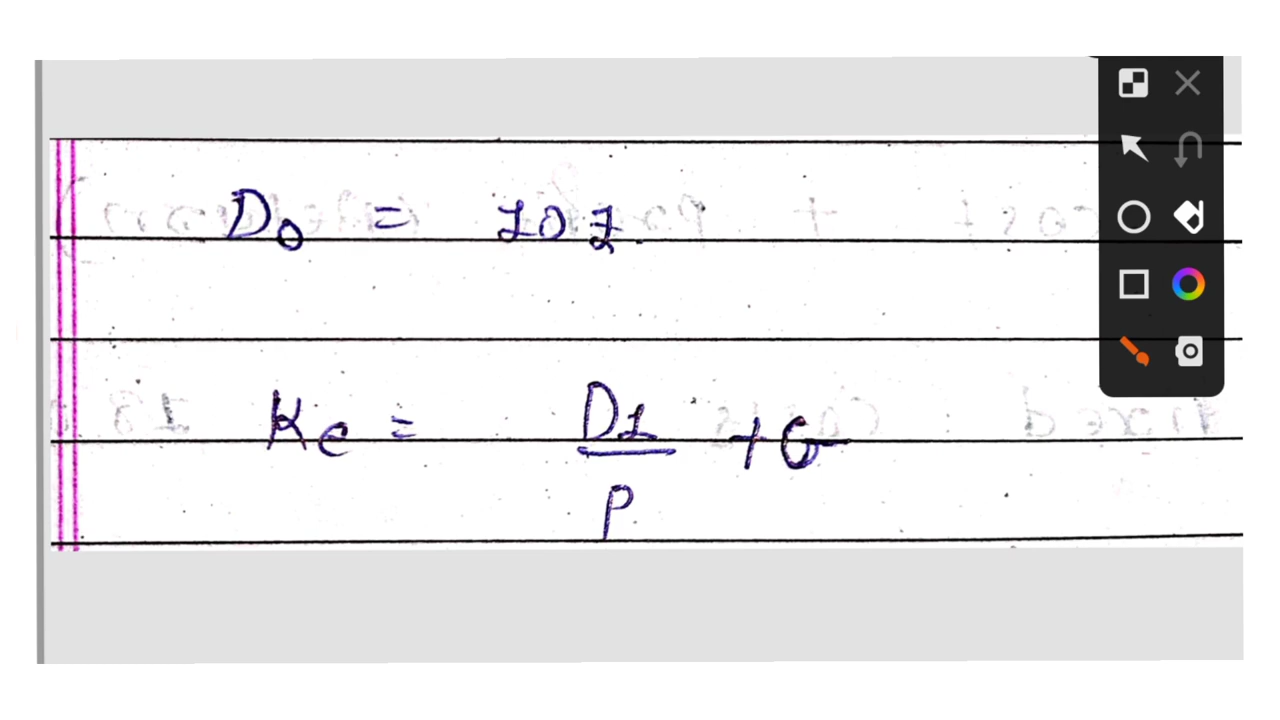 D₀ = 10 %
Ke = D1 + G
P